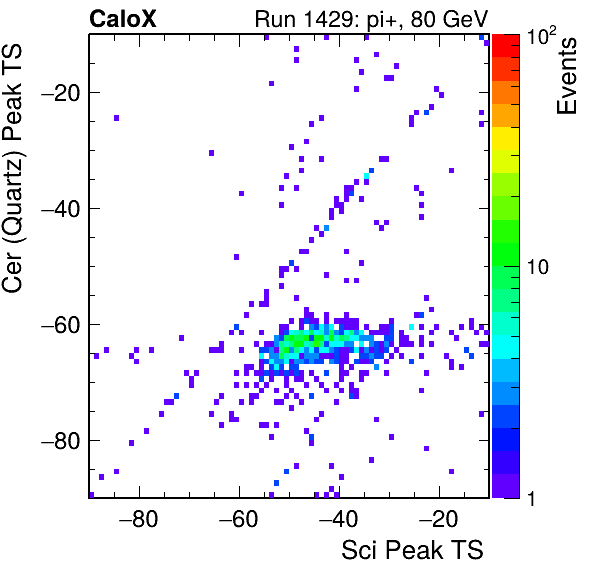 CaloX Run 1429: pi+, 80 GeV
Cer (Quartz) Peak TS
−20
−40
−60
−80
−80 −60 −40 −20
Sci Peak TS
Events
10²
10
1